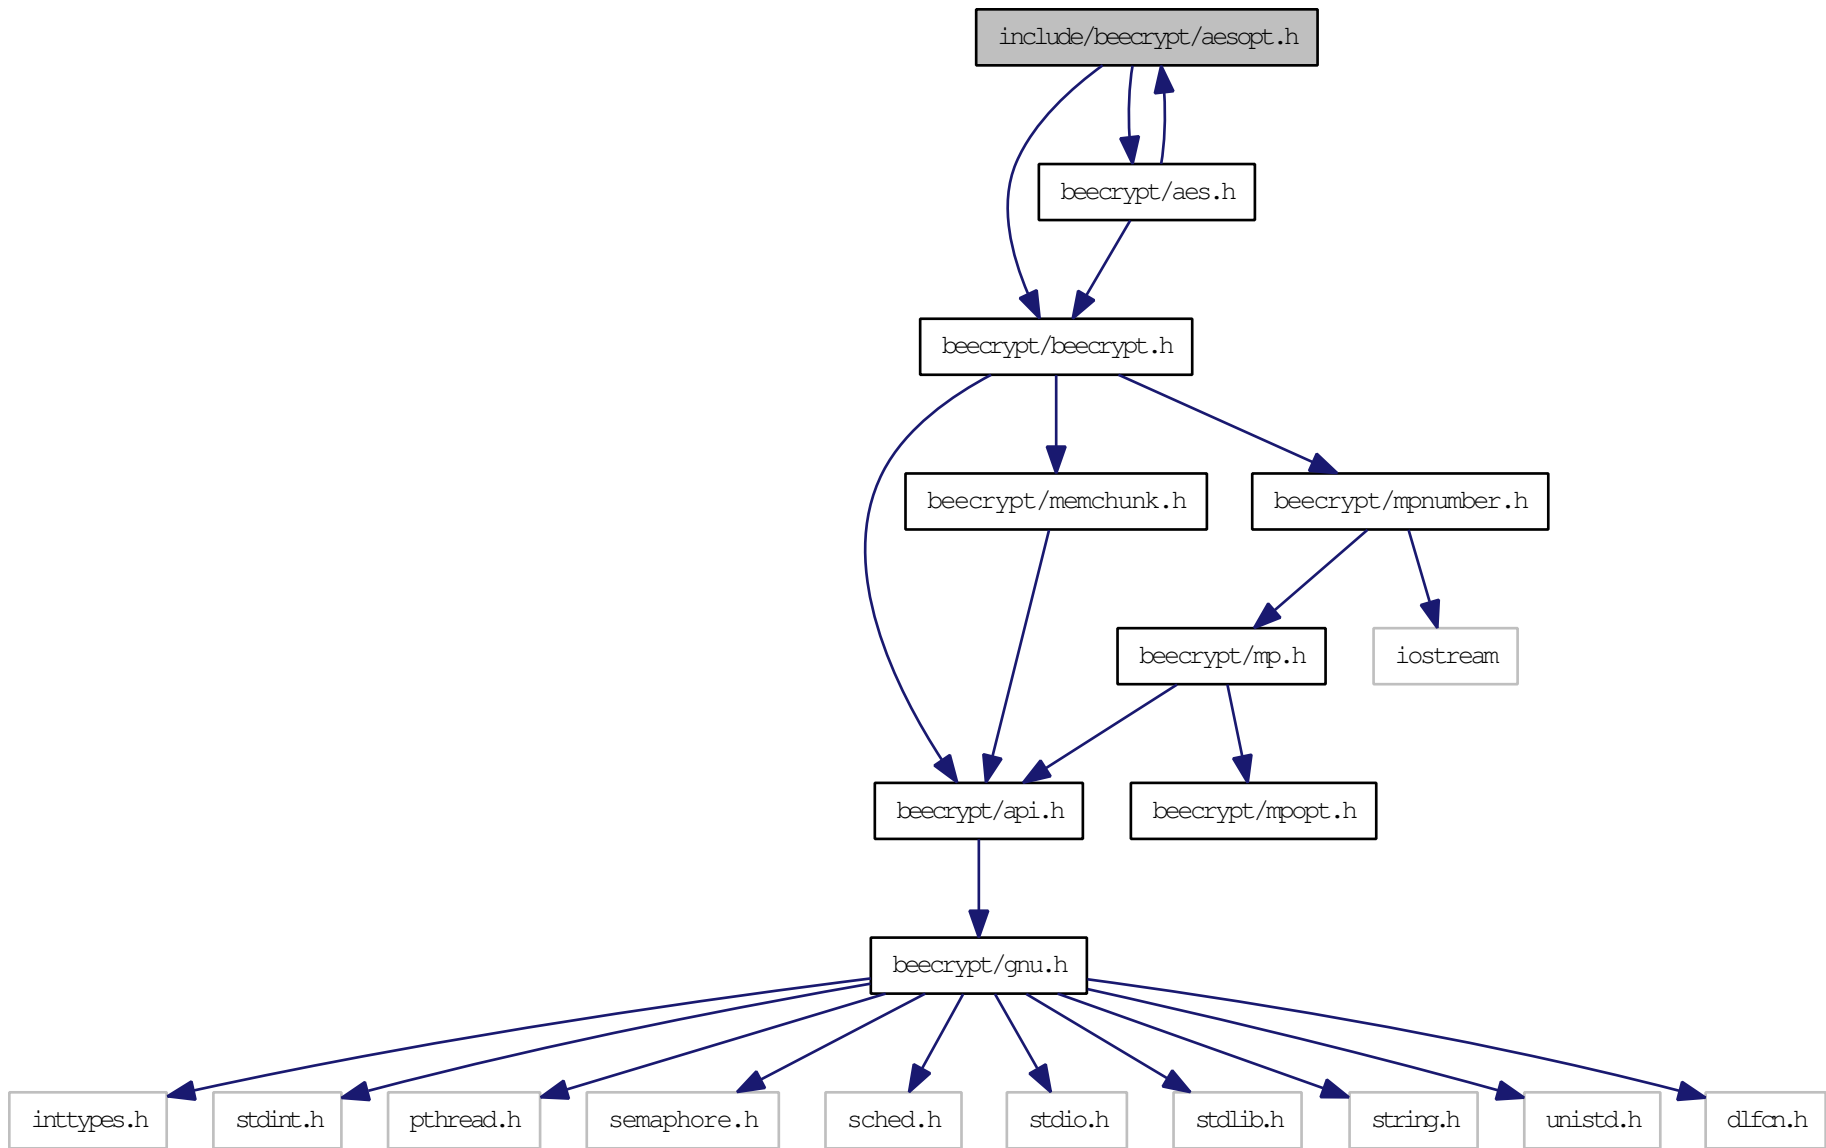 include/beecrypt/aesopt.h
beecrypt/aes.h
beecrypt/beecrypt.h
beecrypt/memchunk.h
beecrypt/mpnumber.h
beecrypt/mp.h
iostream
beecrypt/api.h
beecrypt/mpopt.h
beecrypt/gnu.h
inttypes.h
stdint.h
pthread.h
semaphore.h
sched.h
stdio.h
stdlib.h
string.h
unistd.h
dlfcn.h